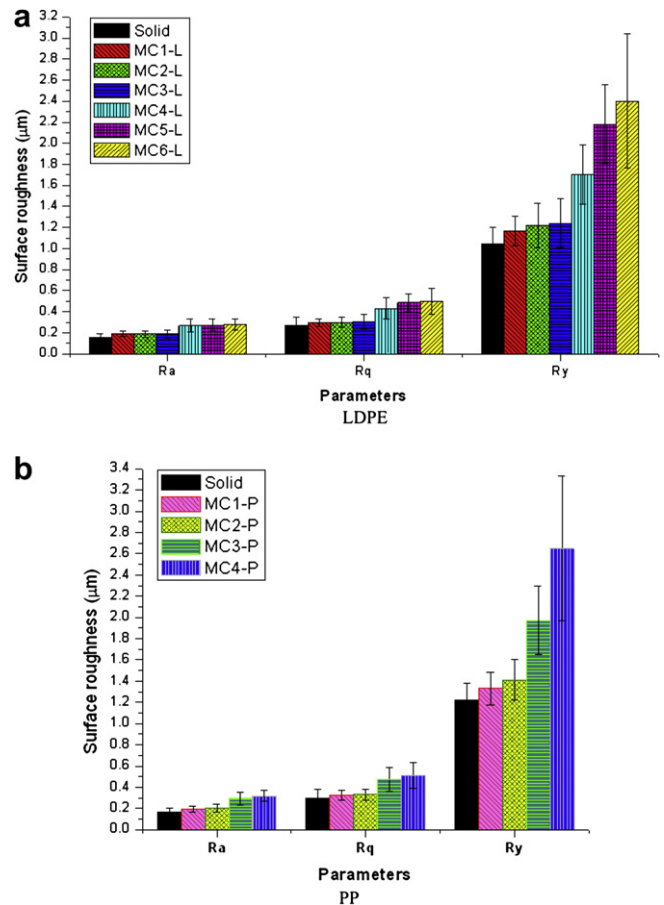 a
Solid
MC1-L
MC2-L
MC3-L
MC4-L
MC5-L
MC6-L
Surface roughness (μm)
3.2
3.0
2.8
2.6
2.4
2.2
2.0
1.8
1.6
1.4
1.2
1.0
0.8
0.6
0.4
0.2
0.0
Ra Rq Ry
Parameters
LDPE
b
Solid
MC1-P
MC2-P
MC3-P
MC4-P
Surface roughness (μm)
3.4
3.2
3.0
2.8
2.6
2.4
2.2
2.0
1.8
1.6
1.4
1.2
1.0
0.8
0.6
0.4
0.2
0.0
Ra Rq Ry
Parameters
PP